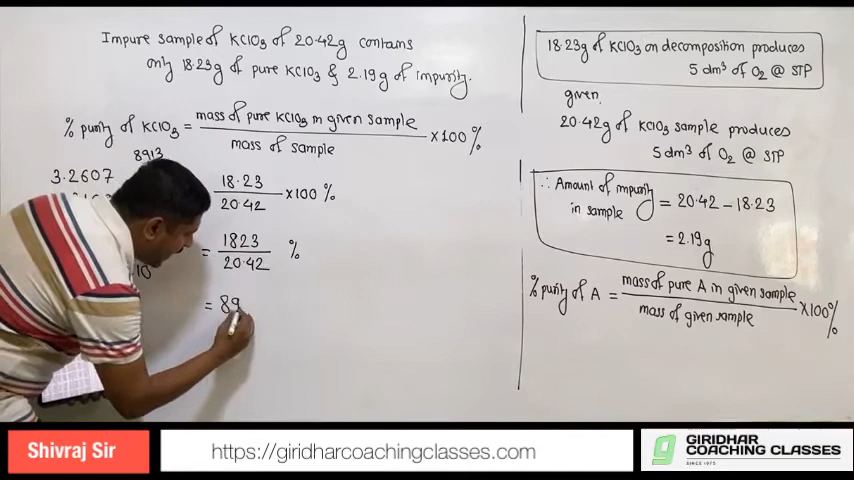 Impure sample of KClO3 of 20.42g contains
only 18.23g of pure KClO3 & 2.19g of impurity.
% purity of KClO3 = mass of pure KClO3 in given sample
mass of sample
×100 %
8913
3.2607
18.23
20.42
×100 %
= 1823
20.42
%
10
= 89
18.23g of KClO3 on decomposition produces
5 dm³ of O2 @ STP
given.
20.42g of KClO3 sample produces
5 dm³ of O2 @ STP
∴ Amount of impurity
in sample
= 20.42 - 18.23
= 2.19g
% purity of A = mass of pure A in given sample
mass of given sample
×100%
Shivraj Sir
https://giridharcoachingclasses.com
GIRIDHAR
COACHING CLASSES
SINCE 1975